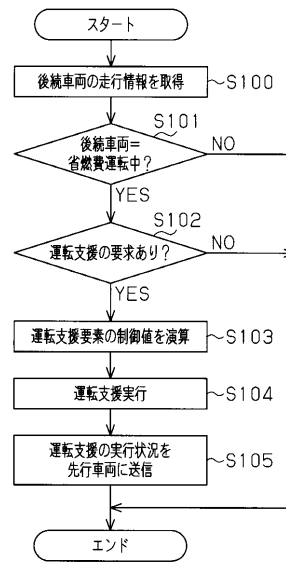 スタート
後続車両の走行情報を取得
S100
S101
後続車両=
省燃費運転中?
NO
YES
S102
運転支援の要求あり?
NO
YES
運転支援要素の制御値を演算
S103
運転支援実行
S104
運転支援の実行状況を
先行車両に送信
S105
エンド